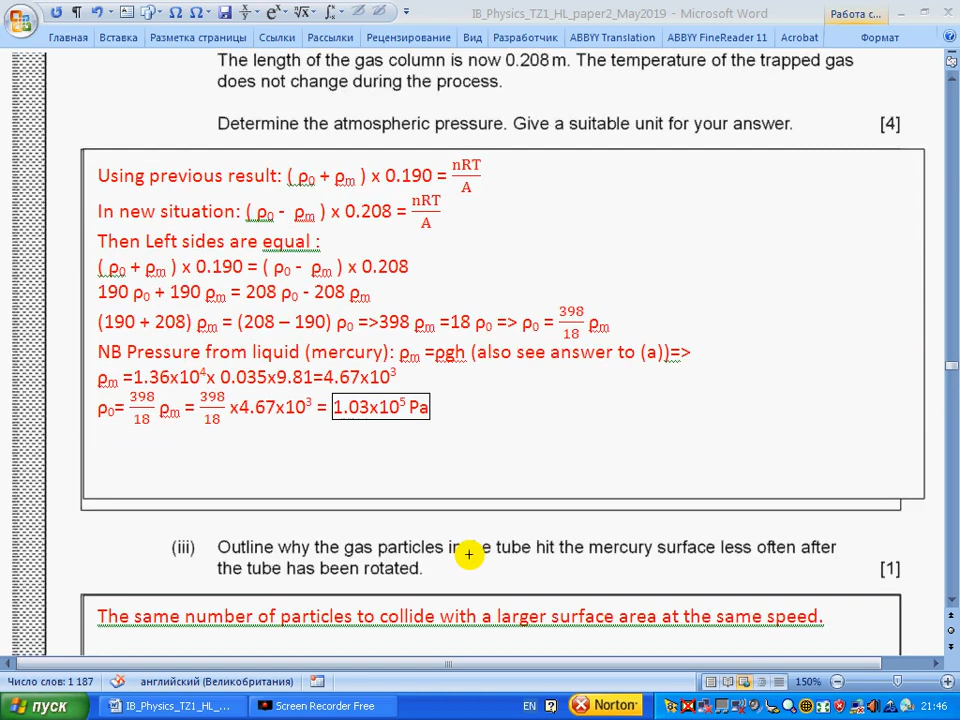 IB_Physics_TZ1_HL_paper2_May2019 - Microsoft Word
Работа с...
Главная Вставка Разметка страницы Ссылки Рассылки Рецензирование Вид Разработчик ABBYY Translation ABBYY FineReader 11 Acrobat Формат
The length of the gas column is now 0.208 m. The temperature of the trapped gas
does not change during the process.
Determine the atmospheric pressure. Give a suitable unit for your answer. [4]
Using previous result: ( ρ₀ + ρₘ ) x 0.190 = nRT/A
In new situation: ( ρ₀ - ρₘ ) x 0.208 = nRT/A
Then Left sides are equal :
( ρ₀ + ρₘ ) x 0.190 = ( ρ₀ - ρₘ ) x 0.208
190 ρ₀ + 190 ρₘ = 208 ρ₀ - 208 ρₘ
(190 + 208) ρₘ = (208 – 190) ρ₀ =>398 ρₘ =18 ρ₀ => ρ₀ = 398/18 ρₘ
NB Pressure from liquid (mercury): ρₘ =ρgh (also see answer to (a))=>
ρₘ =1.36x10⁴x 0.035x9.81=4.67x10³
ρ₀= 398/18 ρₘ = 398/18 x4.67x10³ = 1.03x10⁵ Pa
(iii) Outline why the gas particles in the tube hit the mercury surface less often after
the tube has been rotated. [1]
The same number of particles to collide with a larger surface area at the same speed.
Число слов: 1 187 английский (Великобритания) 150%
пуск IB_Physics_TZ1_HL_... Screen Recorder Free EN Norton 21:46